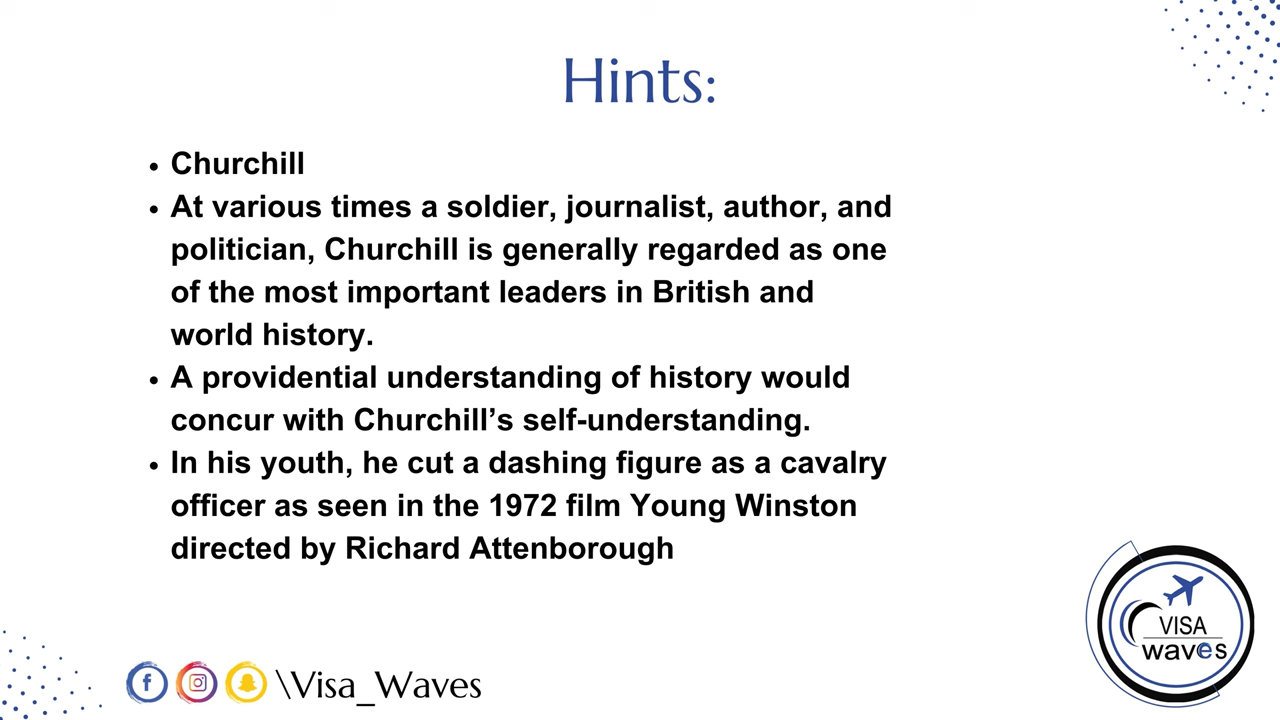 Hints:
• Churchill
• At various times a soldier, journalist, author, and
politician, Churchill is generally regarded as one
of the most important leaders in British and
world history.
• A providential understanding of history would
concur with Churchill’s self-understanding.
• In his youth, he cut a dashing figure as a cavalry
officer as seen in the 1972 film Young Winston
directed by Richard Attenborough
VISA
waves
\Visa_Waves